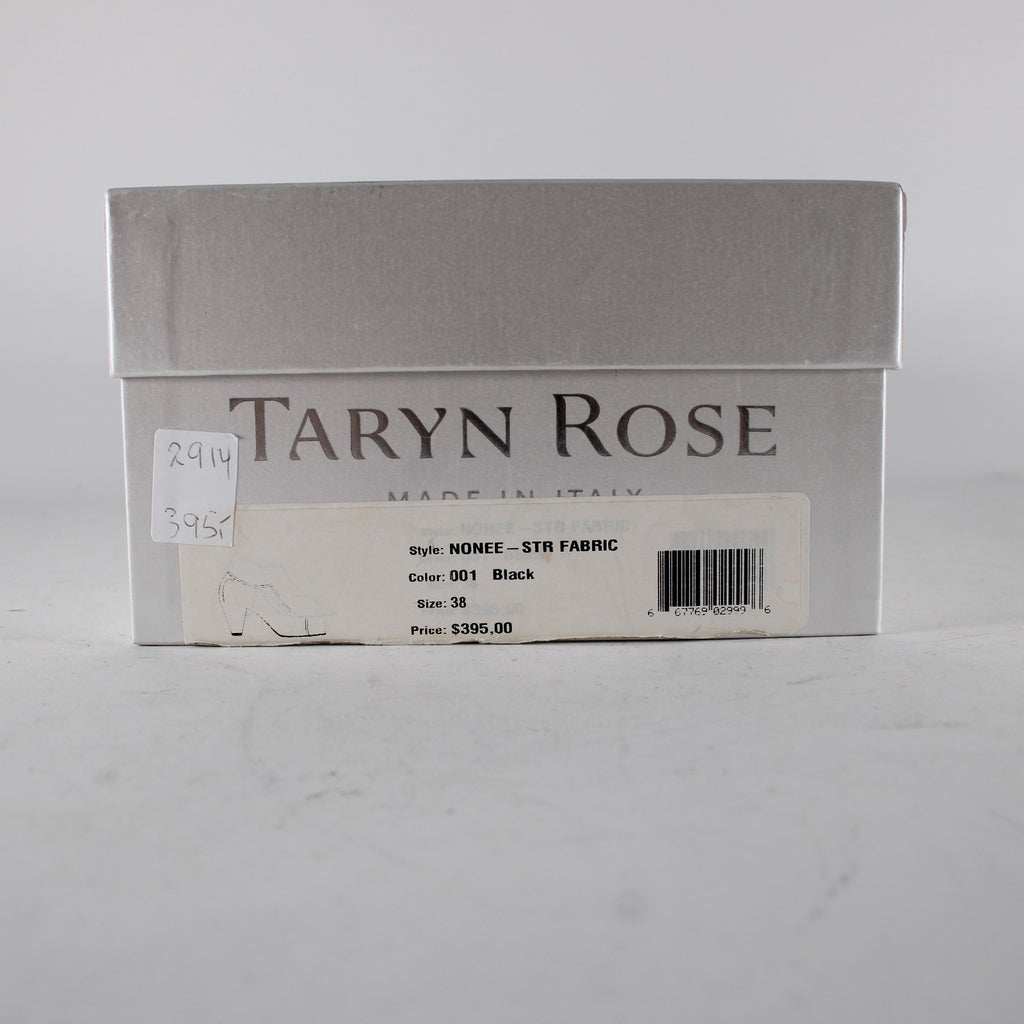 TARYN ROSE
MADE IN ITALY
2914
395,-
Style: NONEE – STR FABRIC
Color: 001 Black
Size: 38
Price: $395,00
6 67769 02999 6